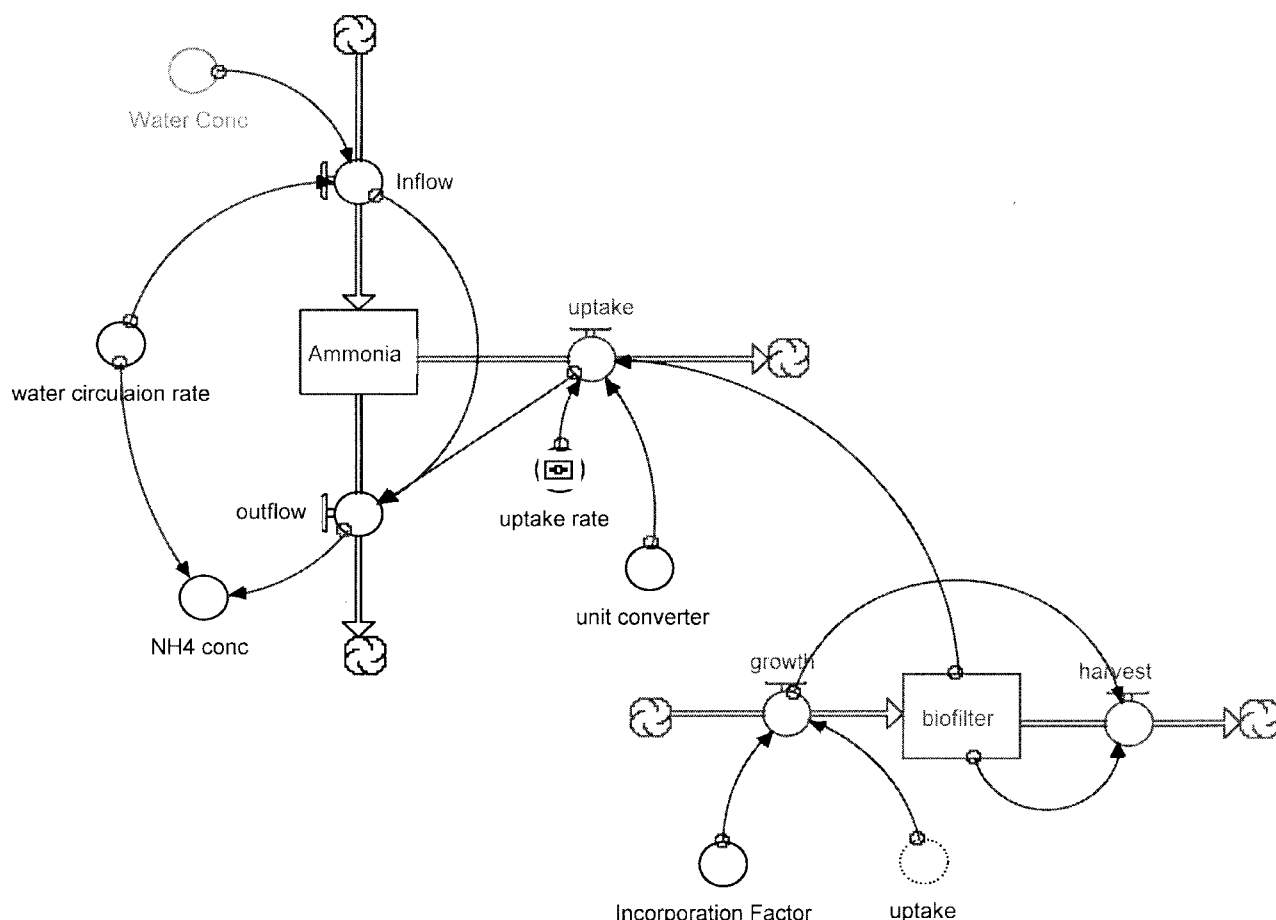 Water Conc
Inflow
uptake
Ammonia
water circulaion rate
outflow
uptake rate
unit converter
NH4 conc
growth
harvest
biofilter
Incorporation Factor
uptake